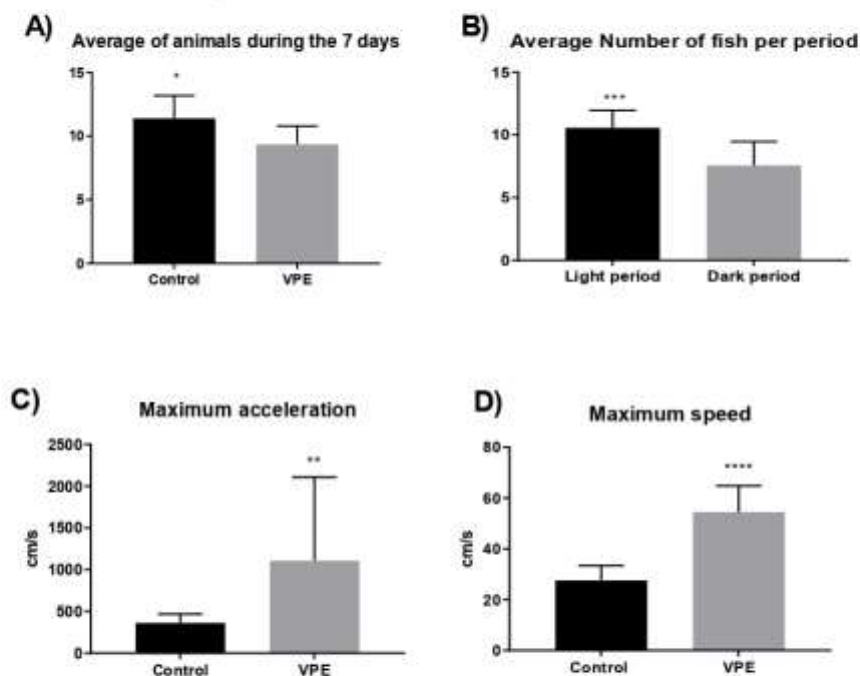 A) Average of animals during the 7 days
15
*
10
5
0
Control VPE
B) Average Number of fish per period
15
***
10
5
0
Light period Dark period
C) Maximum acceleration
2500
**
2000
1500
cm/s
1000
500
0
Control VPE
D) Maximum speed
80
****
60
cm/s
40
20
0
Control VPE